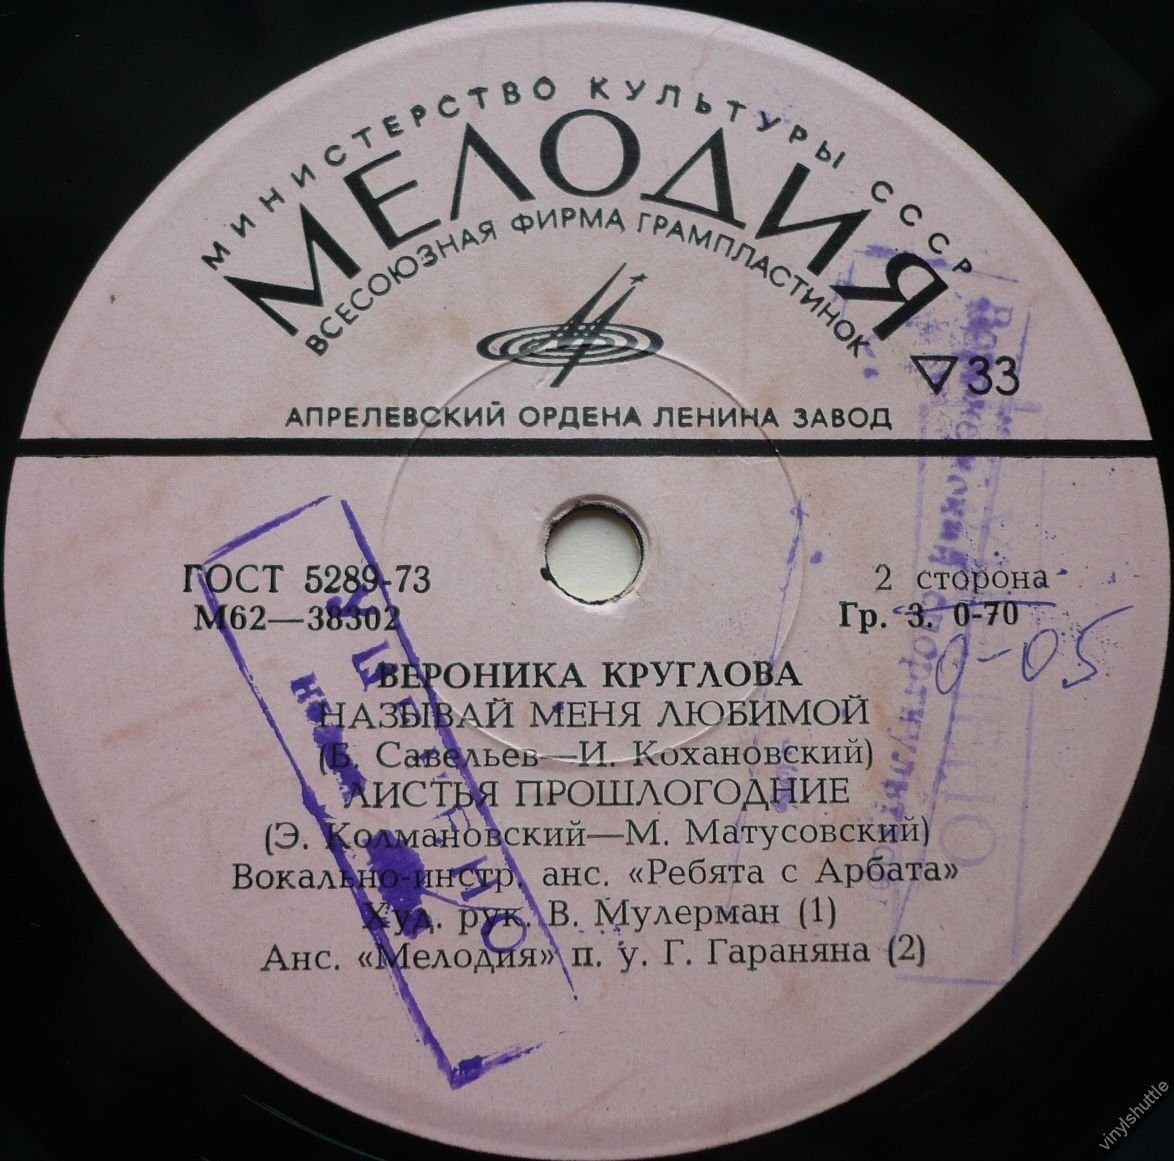 МИНИСТЕРСТВО КУЛЬТУРЫ СССР
МЕЛОДИЯ
ВСЕСОЮЗНАЯ ФИРМА ГРАМПЛАСТИНОК
33
АПРЕЛЕВСКИЙ ОРДЕНА ЛЕНИНА ЗАВОД
ГОСТ 5289-73
М62—38302
2 сторона
Гр. 3. 0-70
0-05
ВЕРОНИКА КРУГЛОВА
НАЗЫВАЙ МЕНЯ ЛЮБИМОЙ
(В. Савельев—И. Кохановский)
ЛИСТЬЯ ПРОШЛОГОДНИЕ
(Э. Колмановский—М. Матусовский)
Вокально-инстр. анс. «Ребята с Арбата»
Худ. рук. В. Мулерман (1)
Анс. «Мелодия» п. у. Г. Гараняна (2)
vinylshuttle